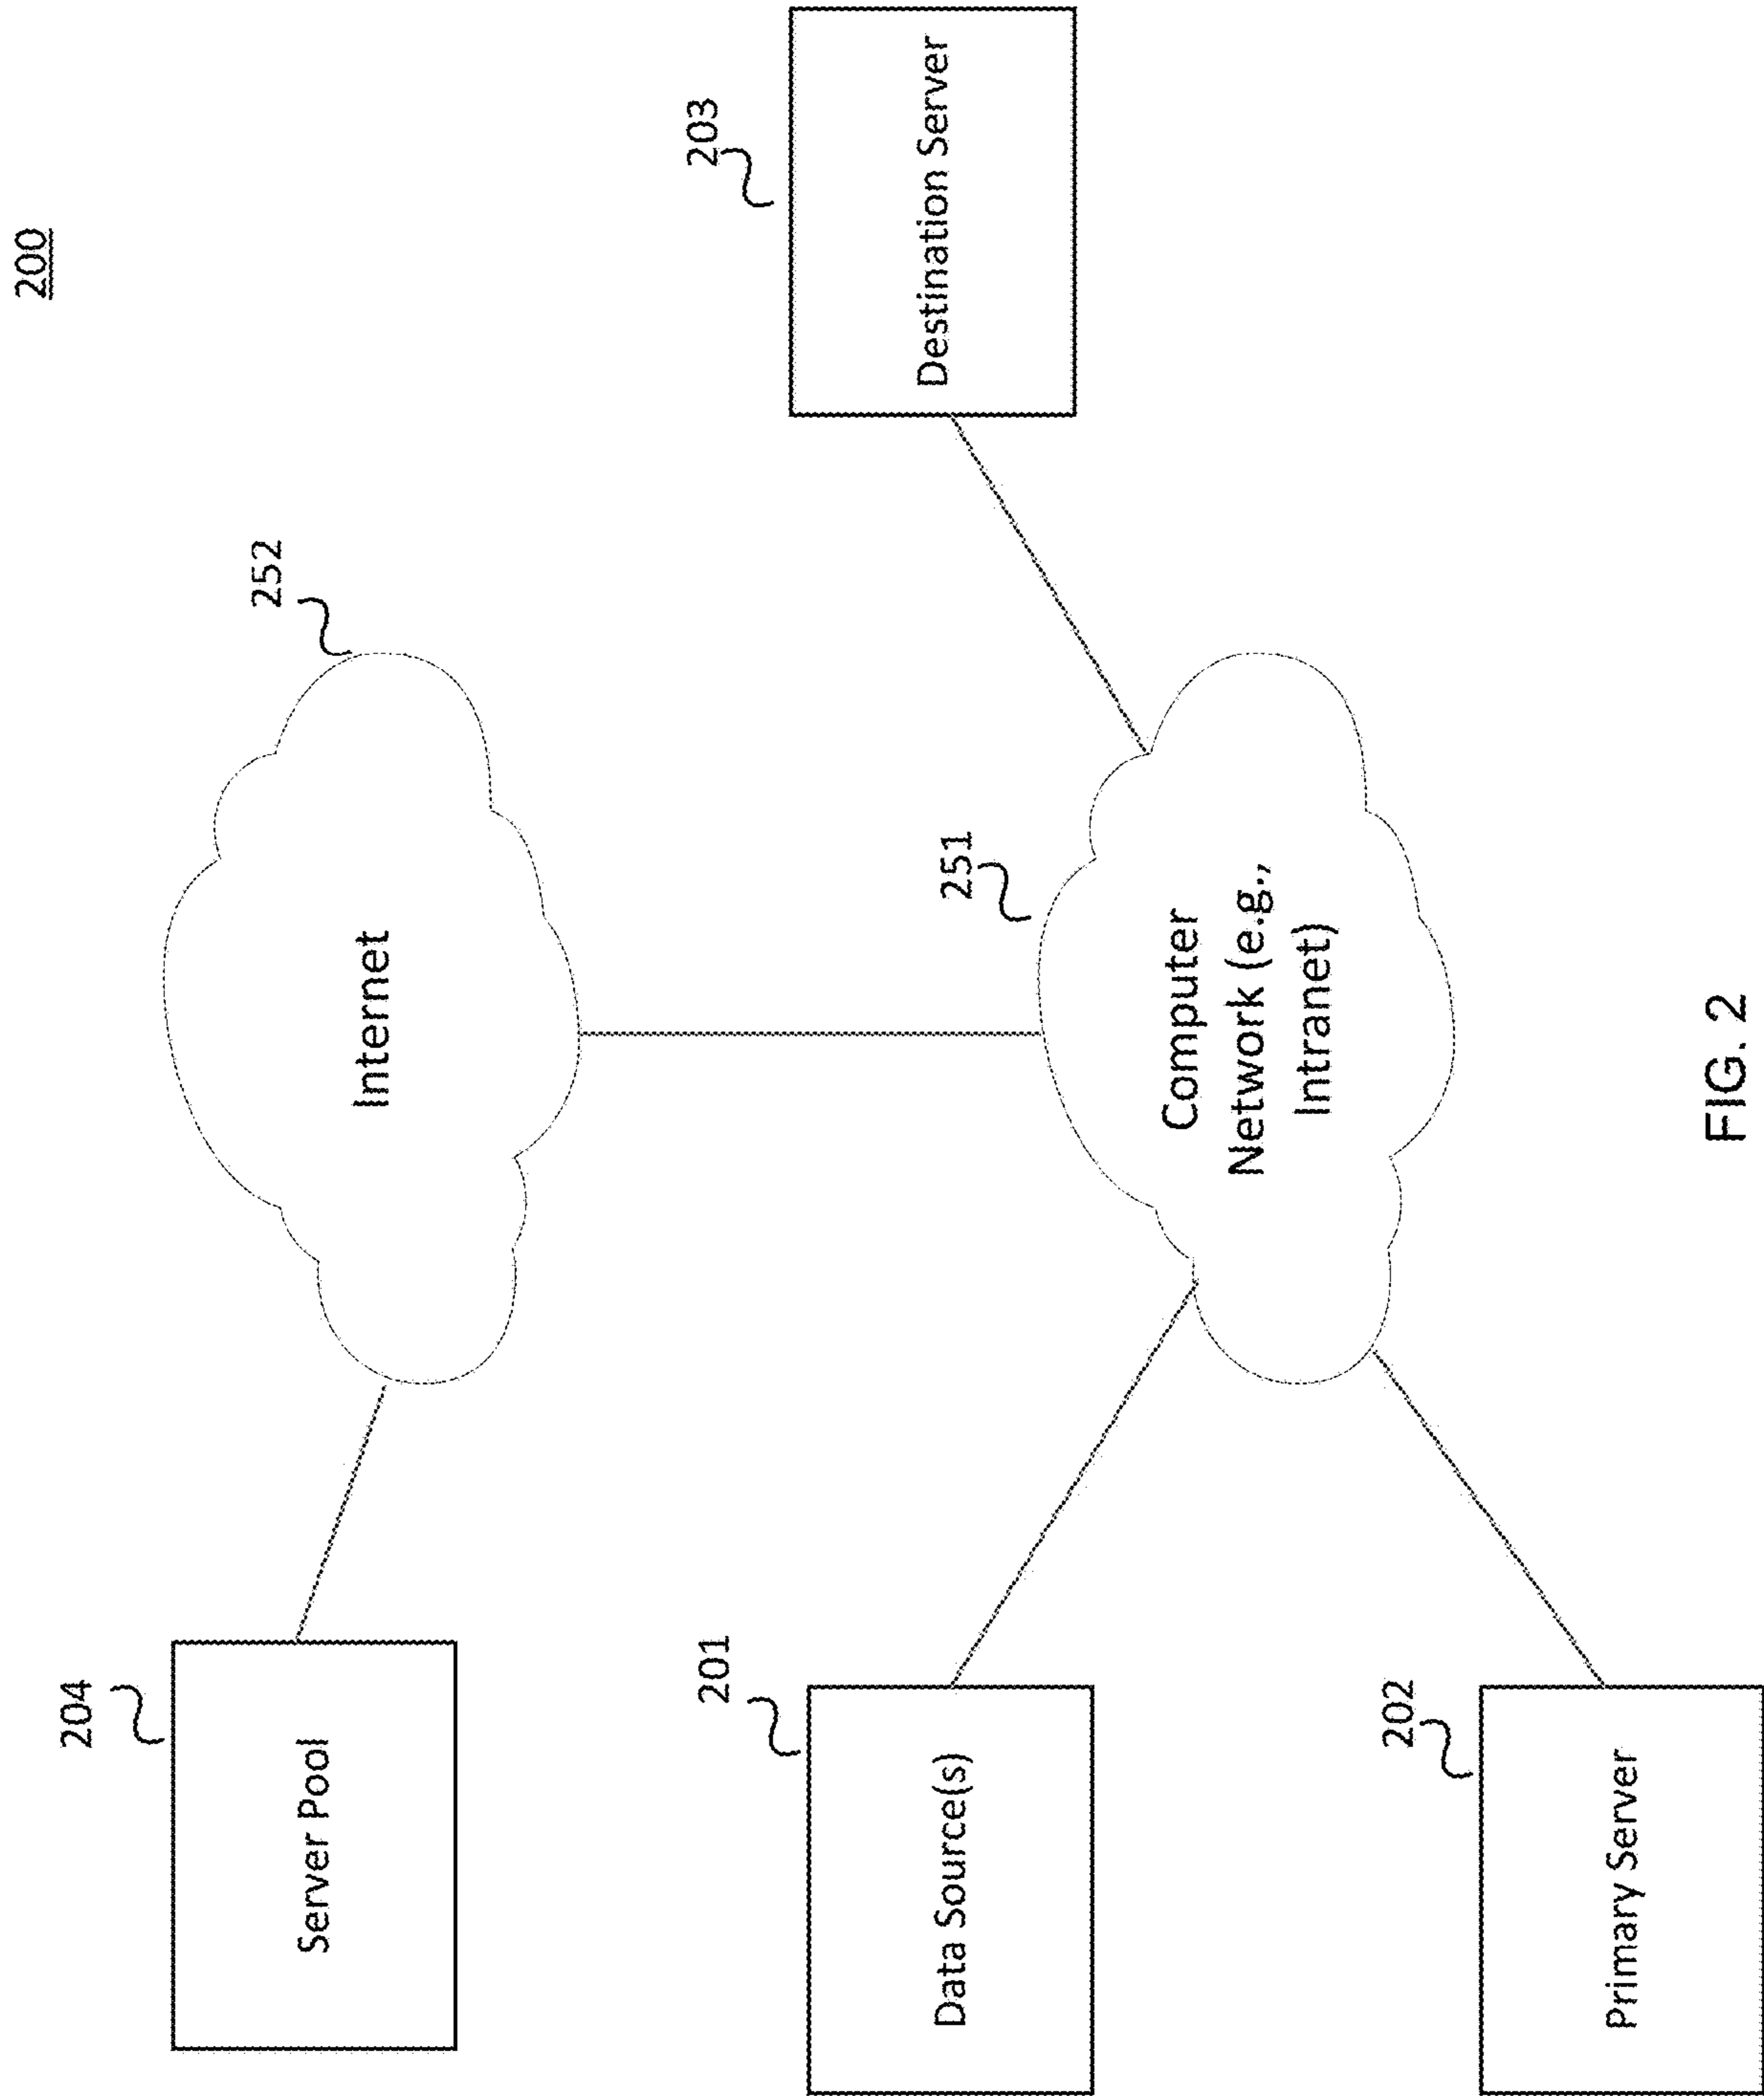 200
204
Server Pool
252
Internet
201
Data Source(s)
251
Computer
Network (e.g.,
Intranet)
203
Destination Server
202
Primary Server
FIG. 2